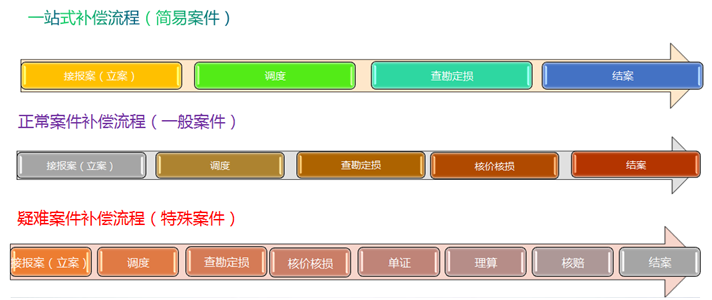 一站式补偿流程（简易案件）
接报案（立案） 调度 查勘定损 结案
正常案件补偿流程（一般案件）
接报案（立案） 调度 查勘定损 核价核损 结案
疑难案件补偿流程（特殊案件）
接报案（立案） 调度 查勘定损 核价核损 单证 理算 核赔 结案